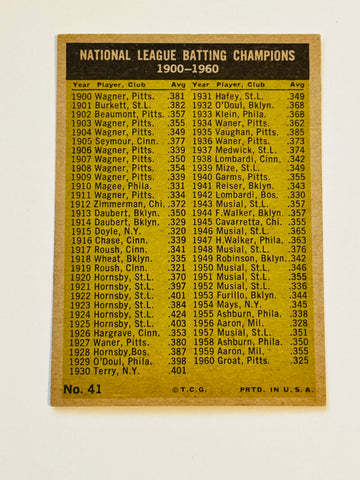 NATIONAL LEAGUE BATTING CHAMPIONS
1900-1960
Year Player, Club Avg
1900 Wagner, Pitts. .381
1901 Burkett, St.L. .382
1902 Beaumont, Pitts. .357
1903 Wagner, Pitts. .355
1904 Wagner, Pitts. .349
1905 Seymour, Cinn. .377
1906 Wagner, Pitts. .339
1907 Wagner, Pitts. .350
1908 Wagner, Pitts. .354
1909 Wagner, Pitts. .339
1910 Magee, Phila. .331
1911 Wagner, Pitts. .334
1912 Zimmerman, Chi. .372
1913 Daubert, Bklyn. .350
1914 Daubert, Bklyn. .329
1915 Doyle, N.Y. .320
1916 Chase, Cinn. .339
1917 Roush, Cinn. .341
1918 Wheat, Bklyn. .335
1919 Roush, Cinn. .321
1920 Hornsby, St.L. .370
1921 Hornsby, St.L. .397
1922 Hornsby, St.L. .401
1923 Hornsby, St.L. .384
1924 Hornsby, St.L. .424
1925 Hornsby, St.L. .403
1926 Hargrave, Cinn. .353
1927 Waner, Pitts. .380
1928 Hornsby,Bos. .387
1929 O'Doul, Phila. .398
1930 Terry, N.Y. .401
Year Player, Club Avg
1931 Hafey, St.L. .349
1932 O'Doul, Bklyn. .368
1933 Klein, Phila. .368
1934 Waner, Pitts. .362
1935 Vaughan, Pitts. .385
1936 Waner, Pitts. .373
1937 Medwick, St.L. .374
1938 Lombardi, Cinn. .342
1939 Mize, St.L. .349
1940 Garms, Pitts. .355
1941 Reiser, Bklyn. .343
1942 Lombardi, Bos. .330
1943 Musial, St.L. .357
1944 F.Walker, Bklyn. .357
1945 Cavarretta, Chi. .355
1946 Musial, St.L. .365
1947 H.Walker, Phila. .363
1948 Musial, St.L. .376
1949 Robinson, Bklyn. .342
1950 Musial, St.L. .346
1951 Musial, St.L. .355
1952 Musial, St.L. .336
1953 Furillo, Bklyn. .344
1954 Mays, N.Y. .345
1955 Ashburn, Phila. .338
1956 Aaron, Mil. .328
1957 Musial, St.L. .351
1958 Ashburn, Phila. .350
1959 Aaron, Mil. .355
1960 Groat, Pitts. .325
No. 41 © T.C.G. PRTD. IN U.S.A.